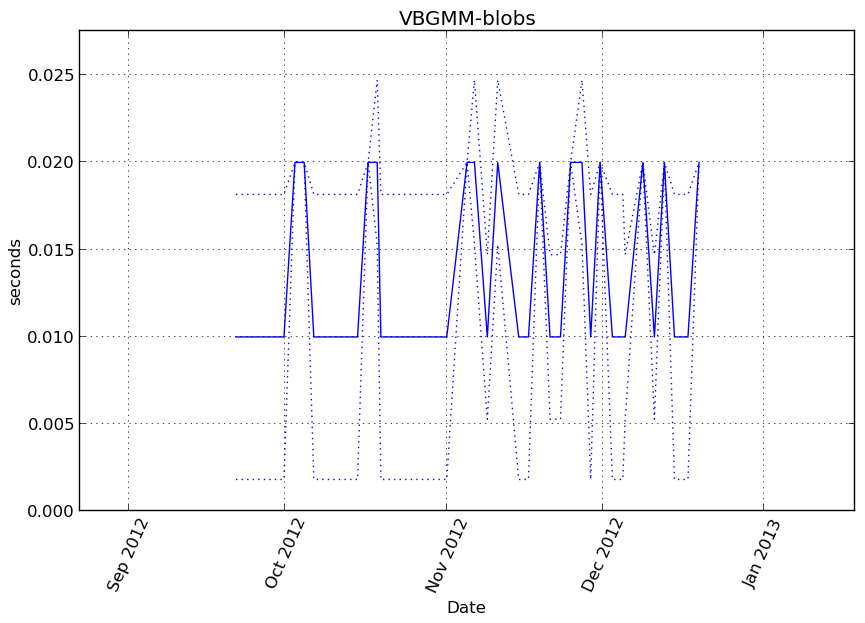 VBGMM-blobs
0.025
0.020
0.015
0.010
0.005
0.000
seconds
Sep 2012
Oct 2012
Nov 2012
Dec 2012
Jan 2013
Date